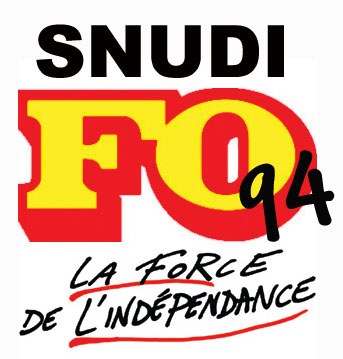 SNUDI
FO
94
LA FORCE
DE L'INDÉPENDANCE